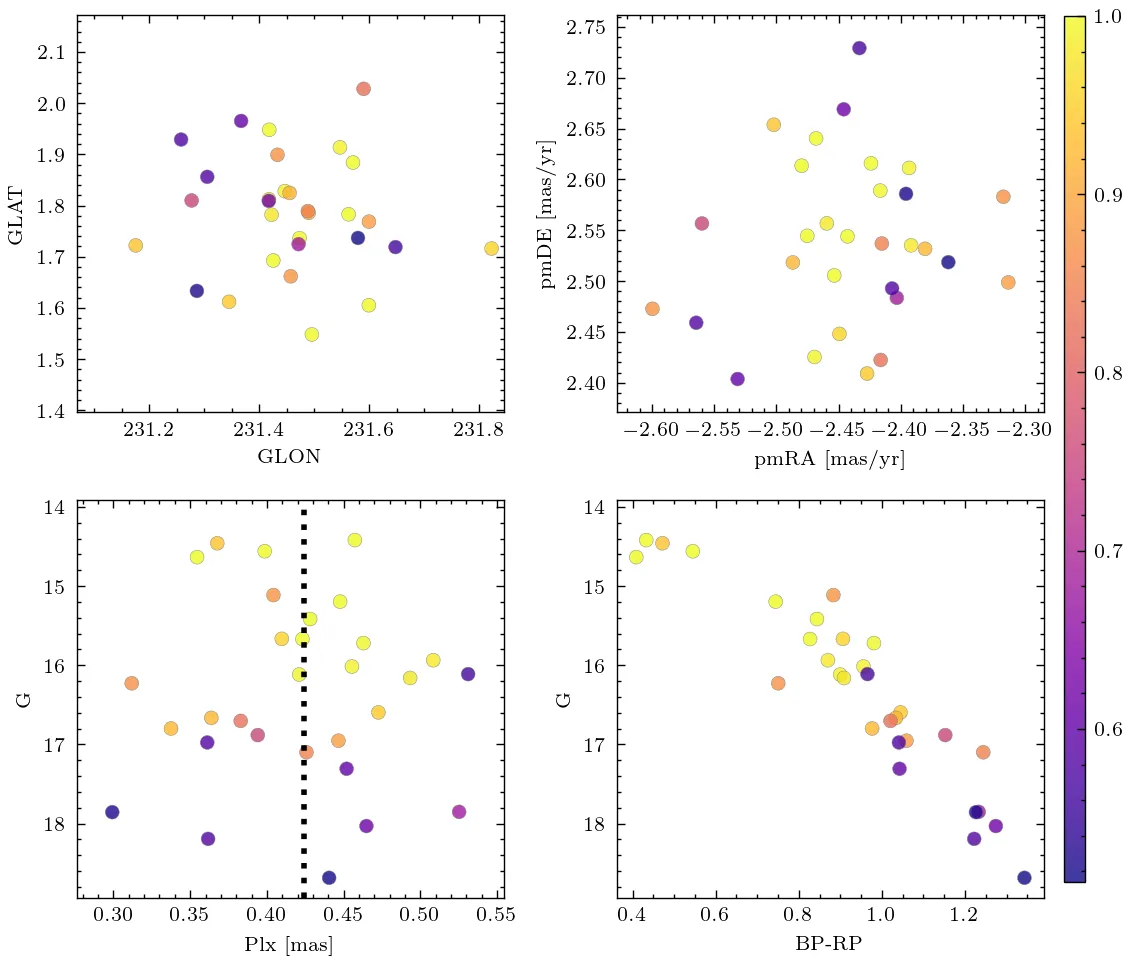 2.1
2.0
1.9
1.8
1.7
1.6
1.5
1.4
GLAT
231.2 231.4 231.6 231.8
GLON
2.75
2.70
2.65
2.60
2.55
2.50
2.45
2.40
pmDE [mas/yr]
−2.60 −2.55 −2.50 −2.45 −2.40 −2.35 −2.30
pmRA [mas/yr]
14
15
16
17
18
G
0.30 0.35 0.40 0.45 0.50 0.55
Plx [mas]
14
15
16
17
18
G
0.4 0.6 0.8 1.0 1.2
BP-RP
1.0
0.9
0.8
0.7
0.6